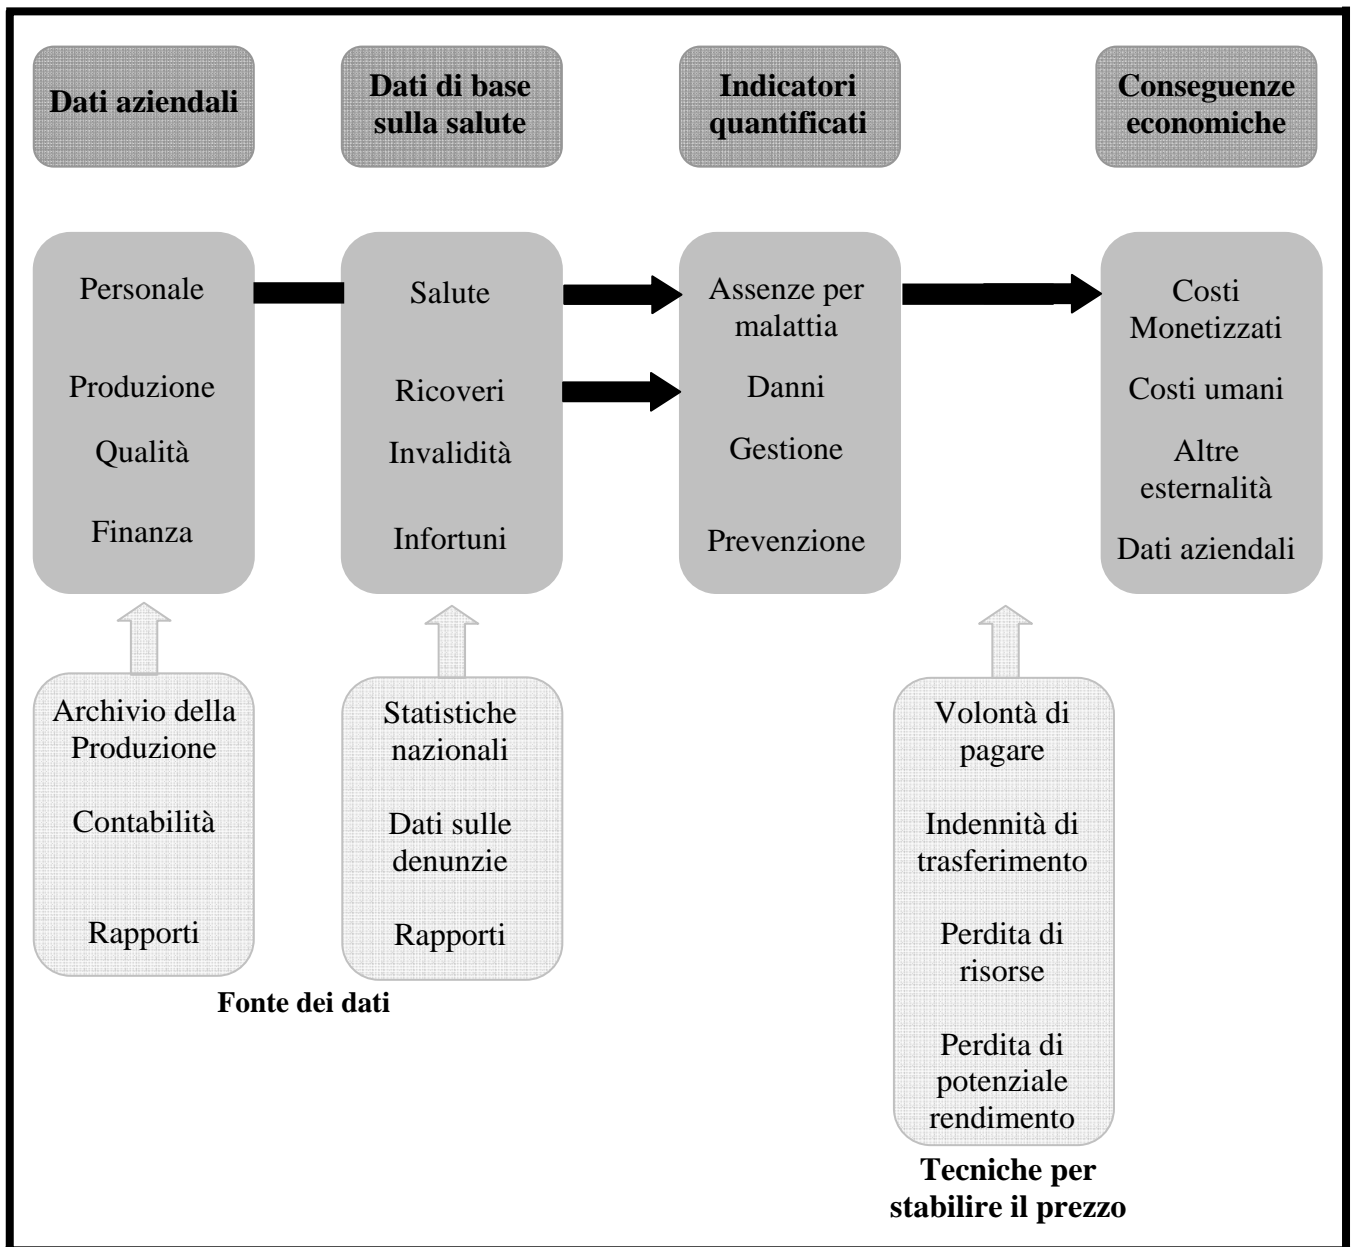 Dati aziendali
Dati di base
sulla salute
Indicatori
quantificati
Conseguenze
economiche
Personale
Produzione
Qualità
Finanza
Salute
Ricoveri
Invalidità
Infortuni
Assenze per
malattia
Danni
Gestione
Prevenzione
Costi
Monetizzati
Costi umani
Altre
esternalità
Dati aziendali
Archivio della
Produzione
Contabilità
Rapporti
Statistiche
nazionali
Dati sulle
denunzie
Rapporti
Fonte dei dati
Volontà di
pagare
Indennità di
trasferimento
Perdita di
risorse
Perdita di
potenziale
rendimento
Tecniche per
stabilire il prezzo